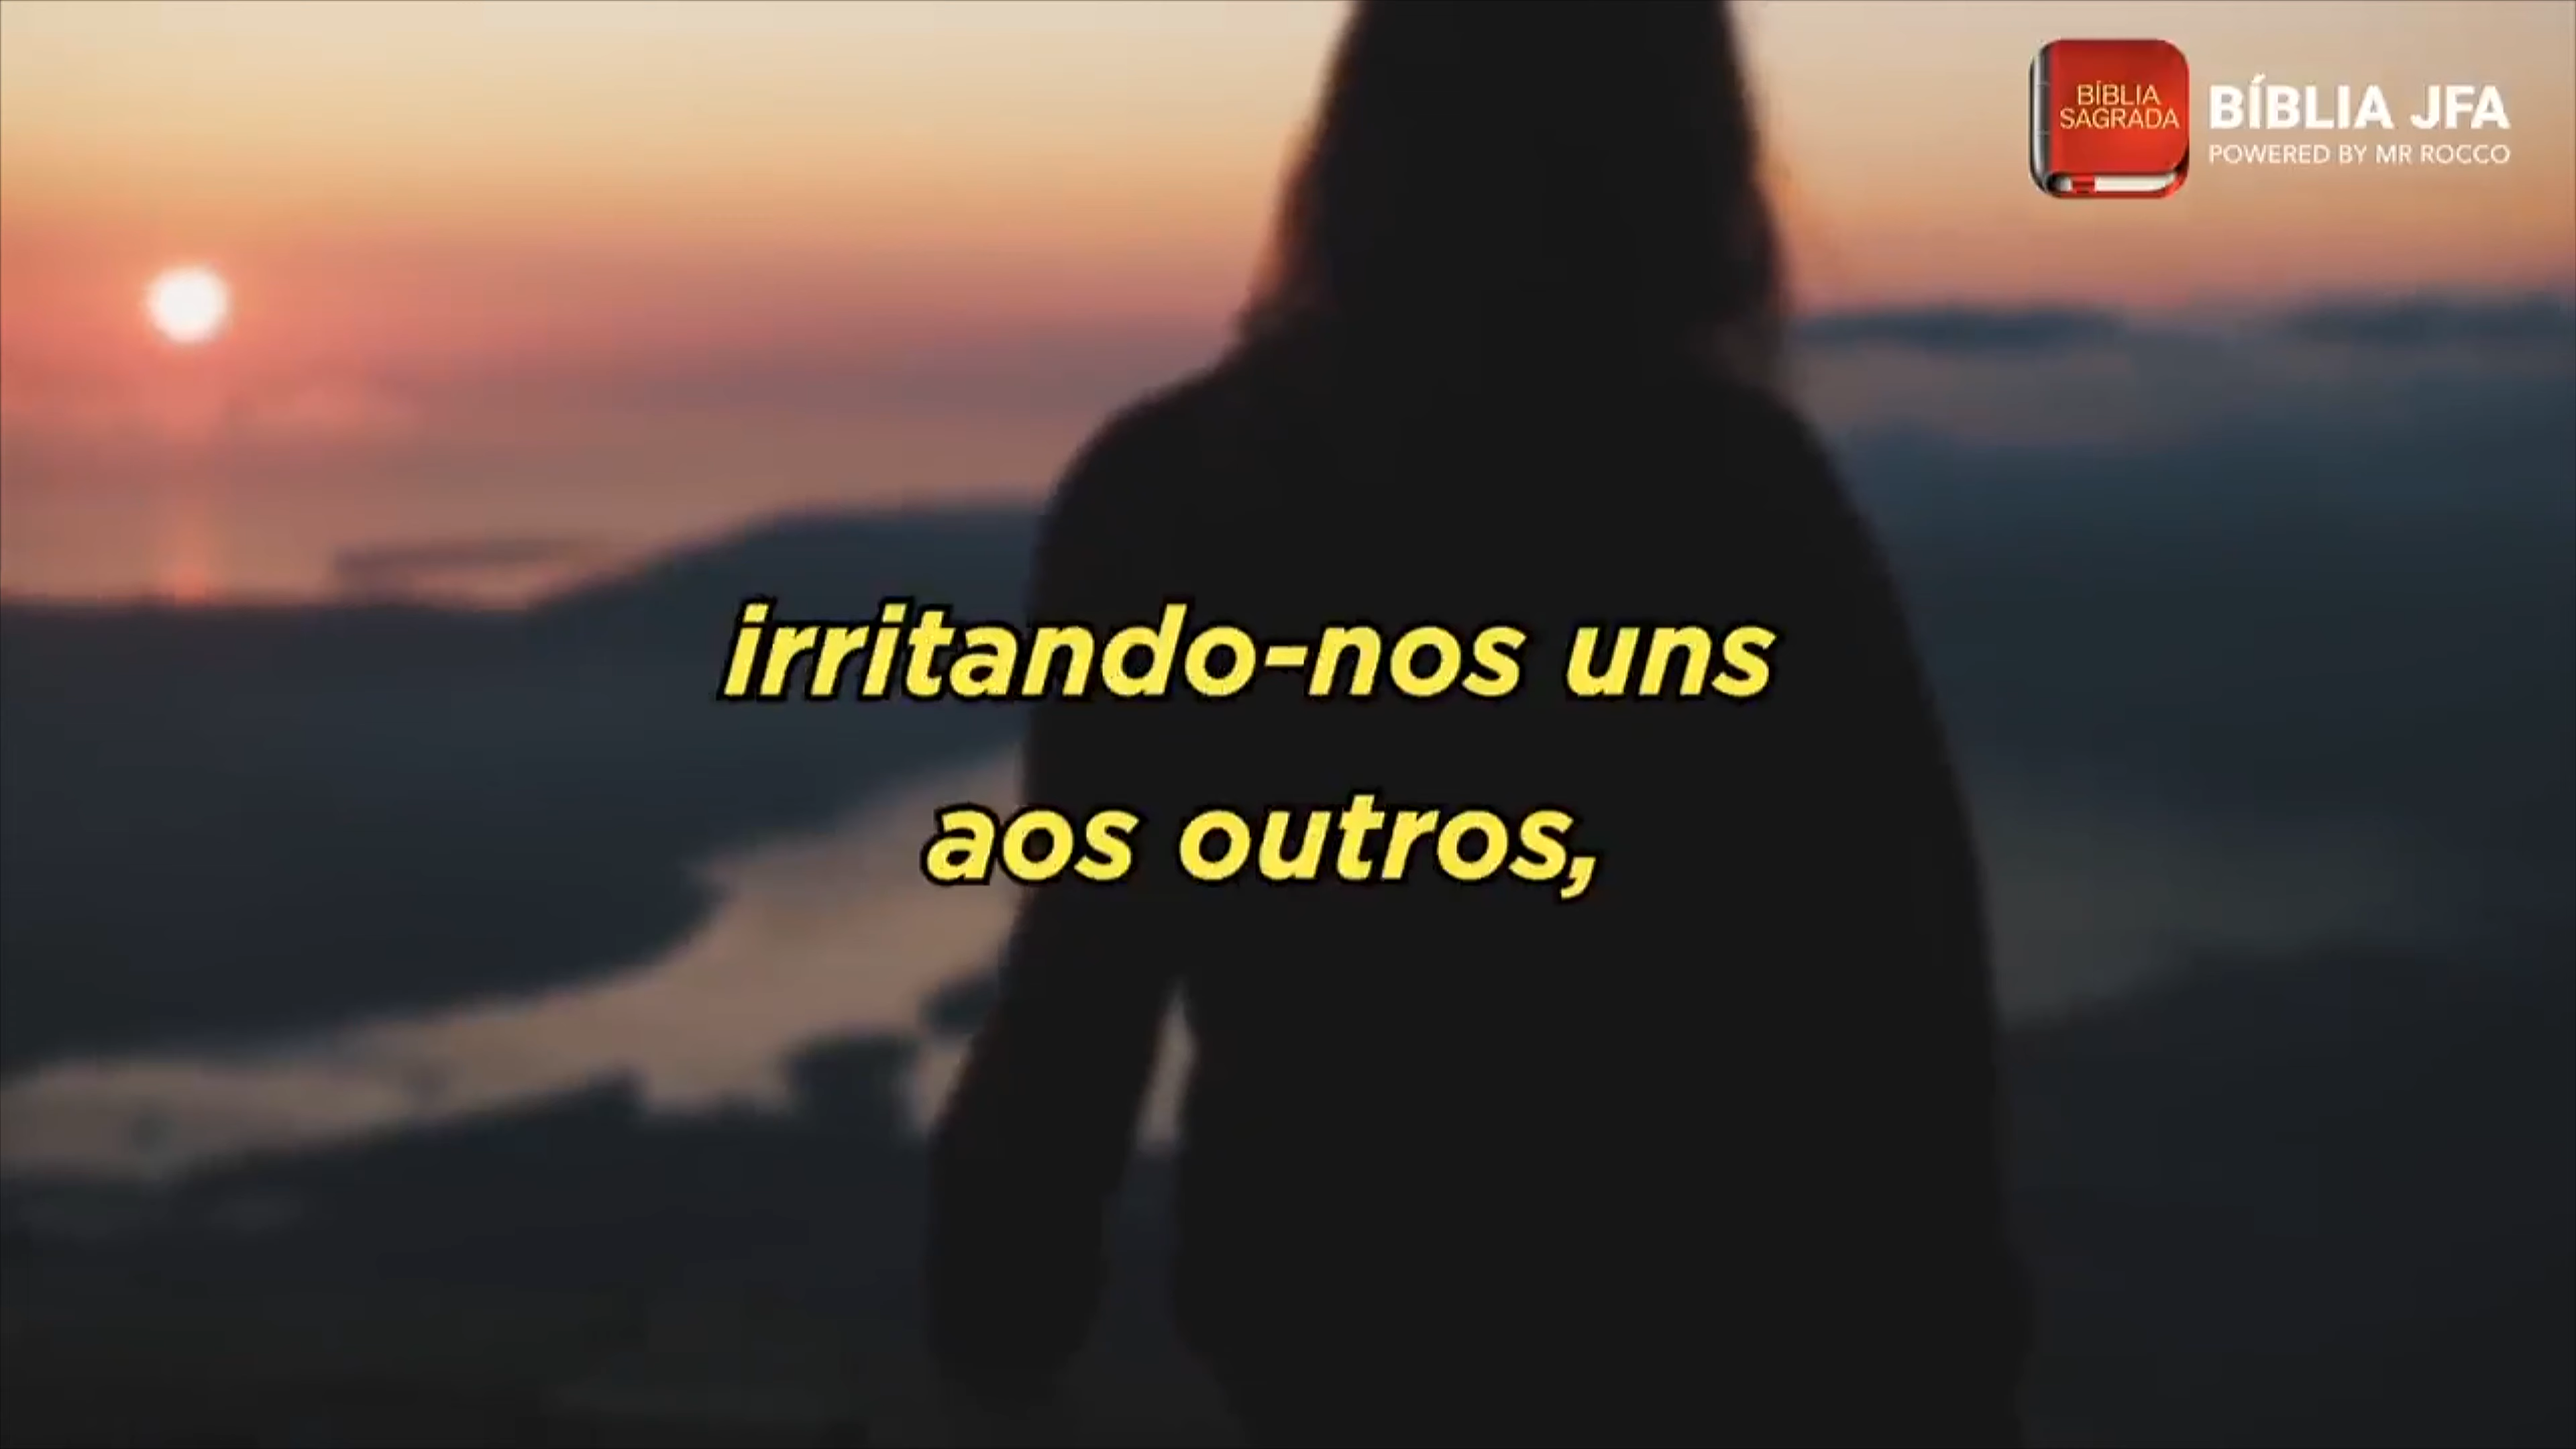 BÍBLIA
SAGRADA
BÍBLIA JFA
POWERED BY MR ROCCO
irritando-nos uns
aos outros,